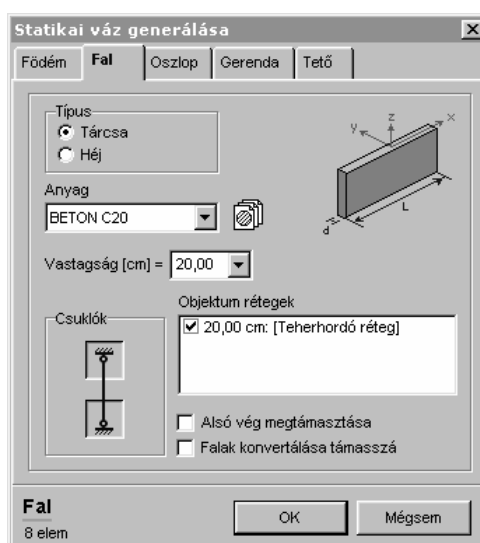 Statikai váz generálása
Födém Fal Oszlop Gerenda Tető
Típus
Tárcsa
Héj
y z x
L
d
Anyag
BETON C20
Vastagság [cm] = 20,00
Csuklók
Objektum rétegek
20,00 cm: [Teherhordó réteg]
Alsó vég megtámasztása
Falak konvertálása támasszá
Fal
8 elem
OK Mégsem